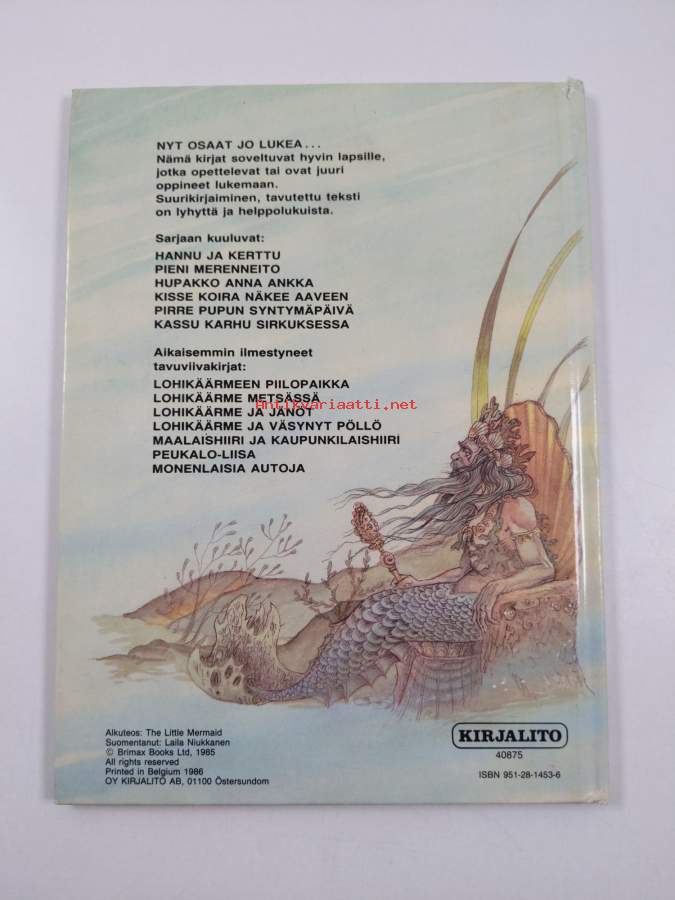 NYT OSAAT JO LUKEA...
Nämä kirjat soveltuvat hyvin lapsille,
jotka opettelevat tai ovat juuri
oppineet lukemaan.
Suurikirjaiminen, tavutettu teksti
on lyhyttä ja helppolukuista.
Sarjaan kuuluvat:
HANNU JA KERTTU
PIENI MERENNEITO
HUPAKKO ANNA ANKKA
KISSE KOIRA NÄKEE AAVEEN
PIRRE PUPUN SYNTYMÄPÄIVÄ
KASSU KARHU SIRKUKSESSA
Aikaisemmin ilmestyneet
tavuviivakirjat:
LOHIKÄÄRMEEN PIILOPAIKKA
LOHIKÄÄRME METSÄSSÄ
Antikvariaatti.net
LOHIKÄÄRME JA JÄNÖT
LOHIKÄÄRME JA VÄSYNYT PÖLLÖ
MAALAISHIIRI JA KAUPUNKILAISHIIRI
PEUKALO-LIISA
MONENLAISIA AUTOJA
Alkuteos: The Little Mermaid
Suomentanut: Laila Niukkanen
© Brimax Books Ltd, 1985
All rights reserved
Printed in Belgium 1986
OY KIRJALITO AB, 01100 Östersundom
KIRJALITO
40875
ISBN 951-28-1453-6